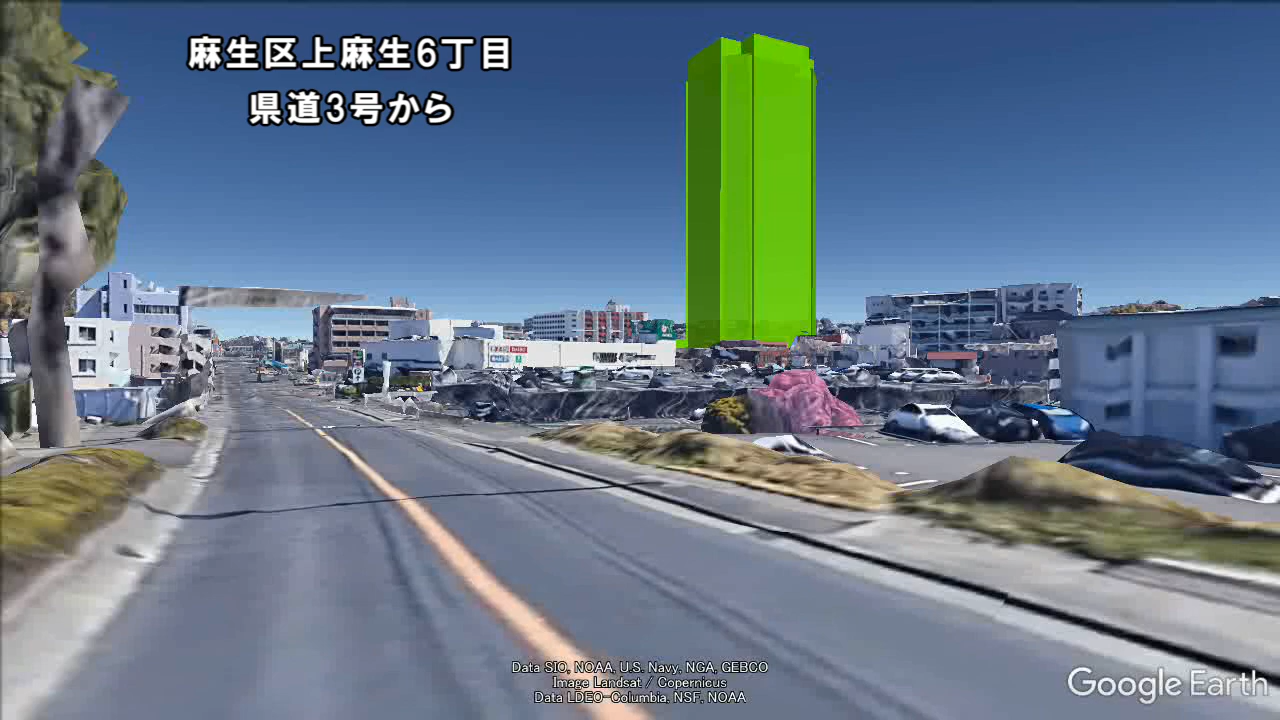 麻生区上麻生6丁目
県道3号から
Data SIO, NOAA, U.S. Navy, NGA, GEBCO
Image Landsat / Copernicus
Data LDEO-Columbia, NSF, NOAA
Google Earth